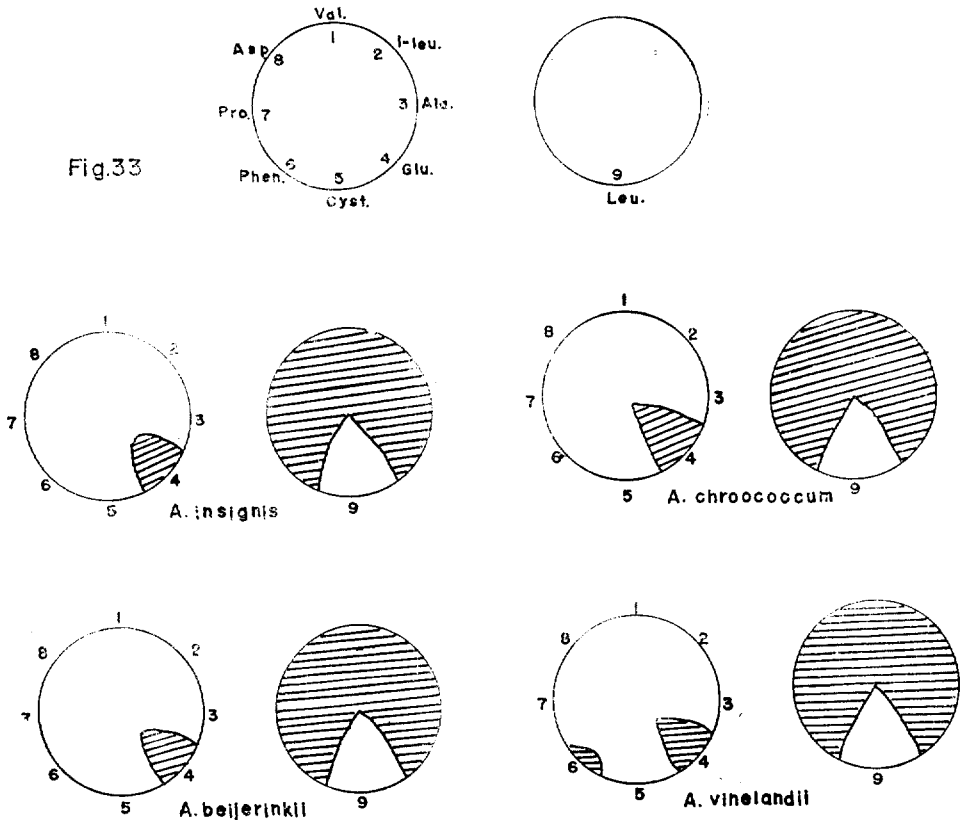 Val.
Asp 8 1 2 i-leu.
Pro. 7 3 Ala.
Fig.33
Phen. 6 5 4 Glu.
Cyst.
9
Leu.
1
8 2
7 3
6 4
5 9
A. insignis
1
8 2
7 3
6 4
5 9
A. chroococcum
1
8 2
7 3
6 4
5 9
A. beijerinkii
1
8 2
7 3
6 4
5 9
A. vinelandii